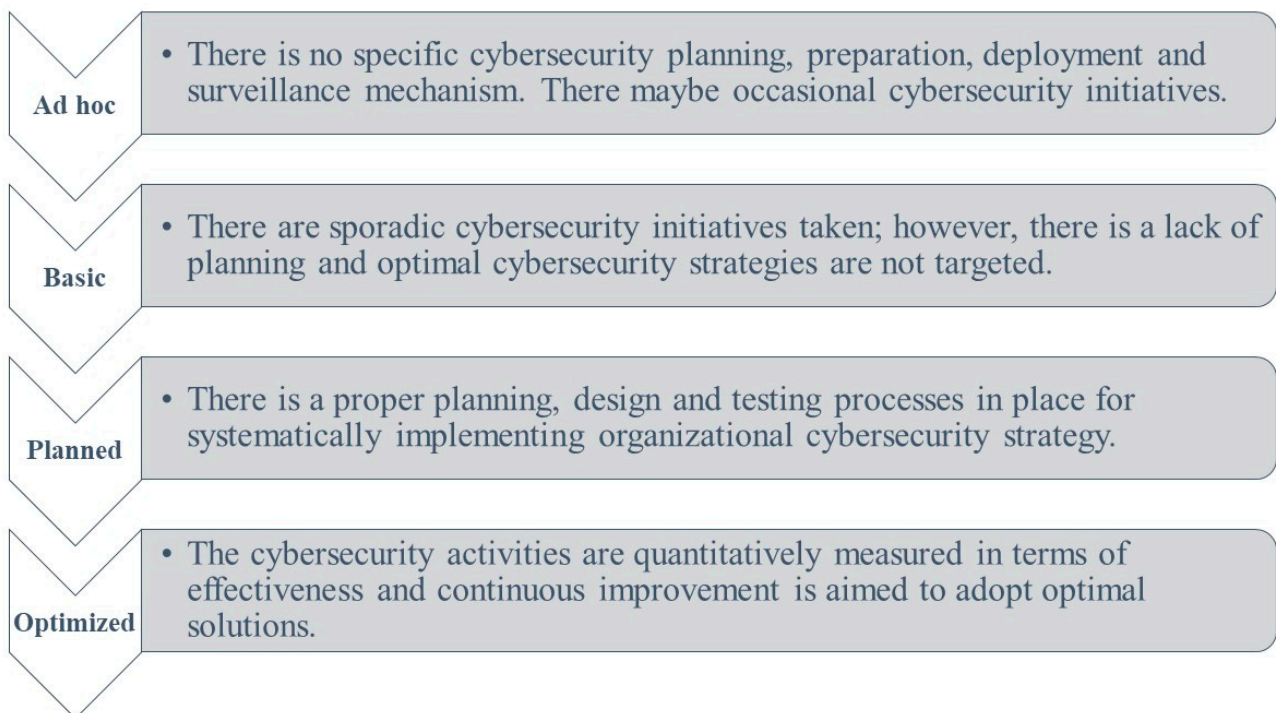 Ad hoc
• There is no specific cybersecurity planning, preparation, deployment and
surveillance mechanism. There maybe occasional cybersecurity initiatives.
Basic
• There are sporadic cybersecurity initiatives taken; however, there is a lack of
planning and optimal cybersecurity strategies are not targeted.
Planned
• There is a proper planning, design and testing processes in place for
systematically implementing organizational cybersecurity strategy.
Optimized
• The cybersecurity activities are quantitatively measured in terms of
effectiveness and continuous improvement is aimed to adopt optimal
solutions.